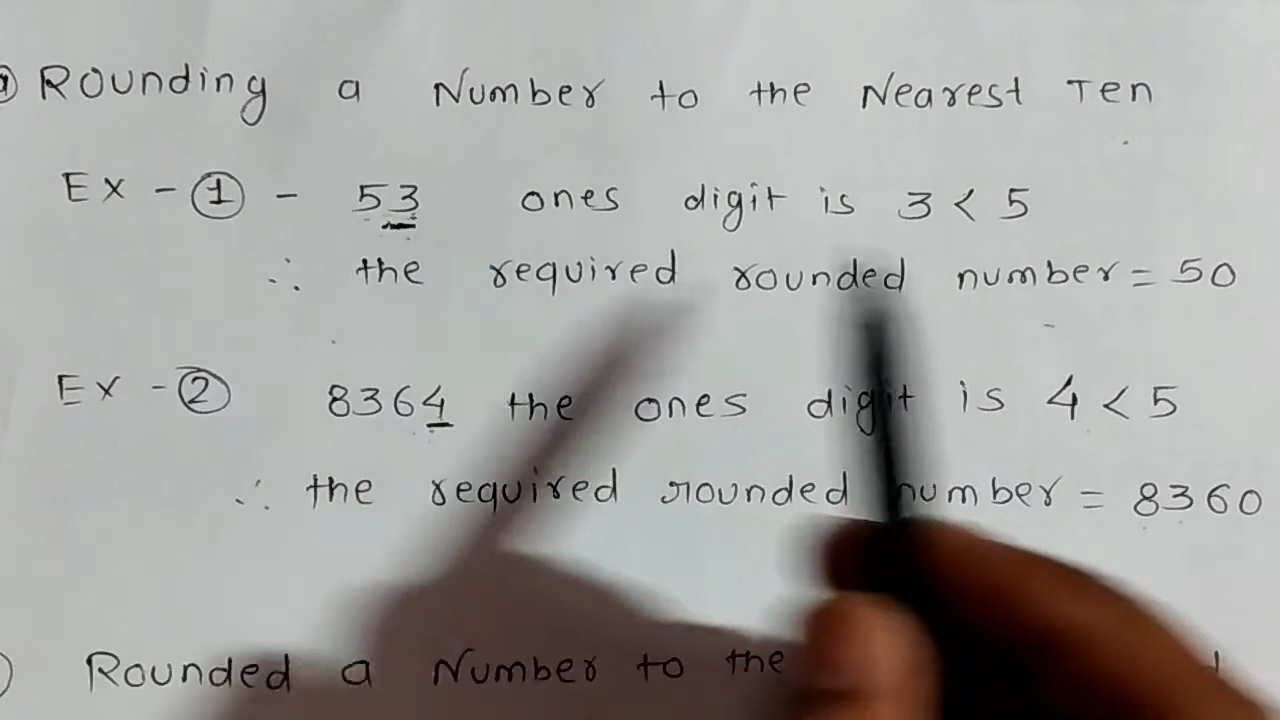 Rounding a Number to the Nearest Ten
Ex - ① - 53 ones digit is 3 < 5
∴ the required rounded number = 50
Ex - ② 8364 the ones digit is 4 < 5
∴ the required rounded number = 8360
Rounded a Number to the